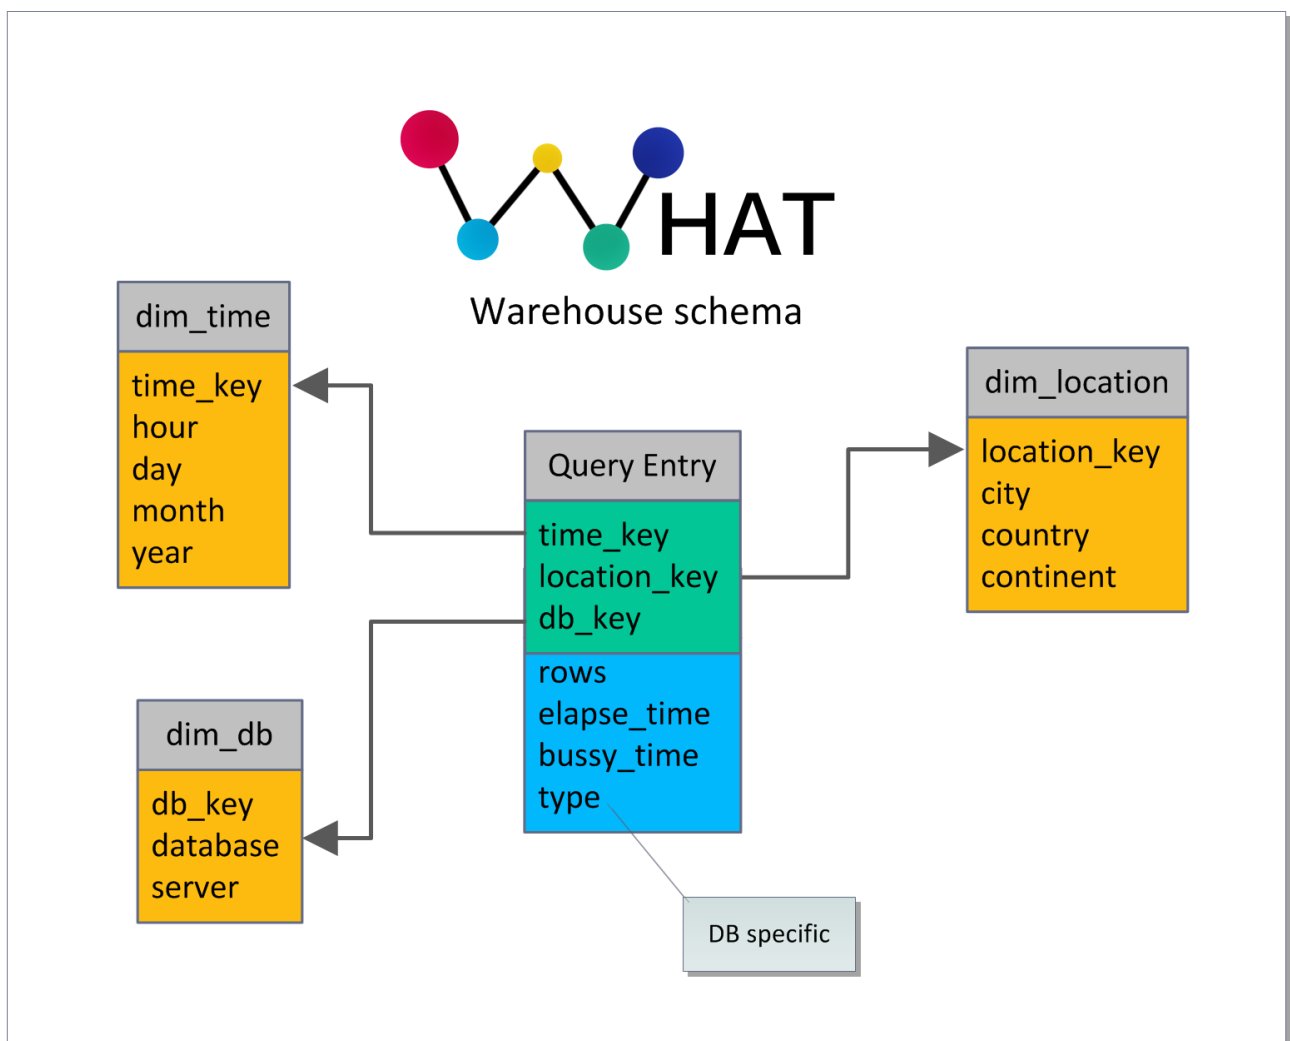 WHAT
Warehouse schema
dim_time
time_key
hour
day
month
year
dim_location
location_key
city
country
continent
Query Entry
time_key
location_key
db_key
rows
elapse_time
bussy_time
type
dim_db
db_key
database
server
DB specific